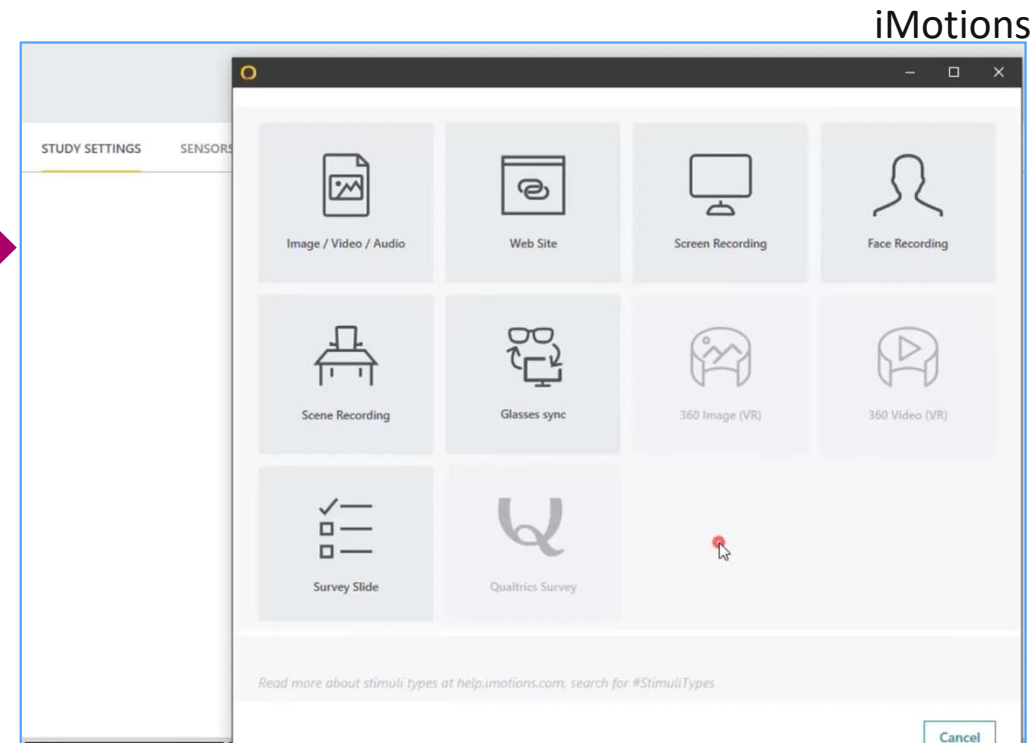 iMotions
STUDY SETTINGS SENSORS
Image / Video / Audio Web Site Screen Recording Face Recording
Scene Recording Glasses sync 360 Image (VR) 360 Video (VR)
Survey Slide Qualtrics Survey
Read more about stimuli types at help.imotions.com, search for #StimuliTypes
Cancel